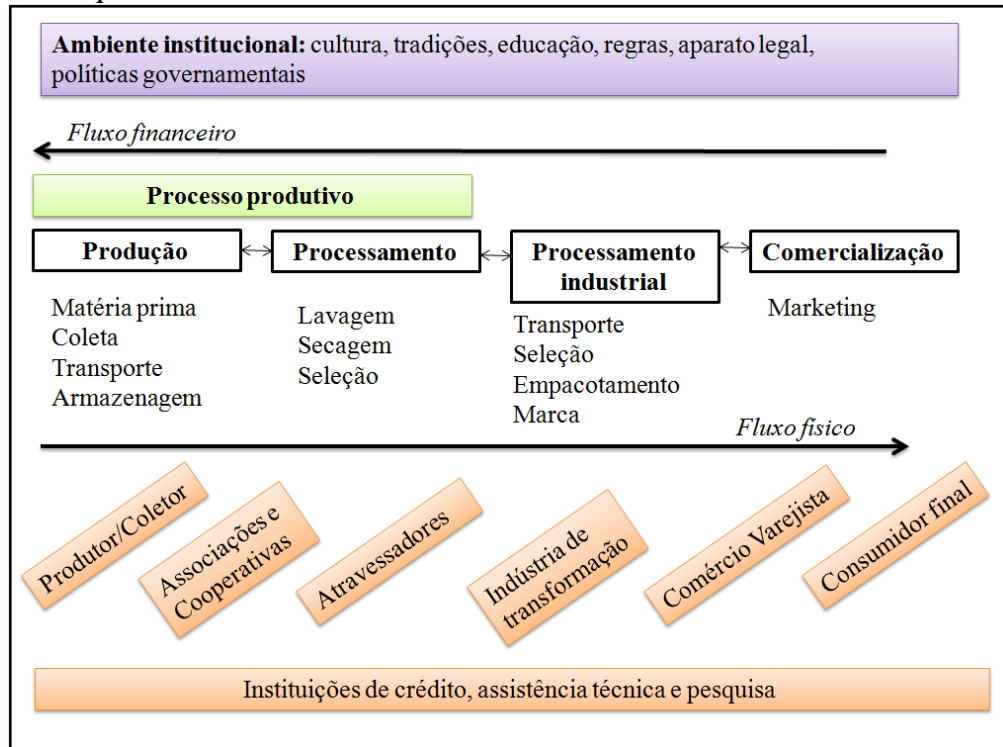 Ambiente institucional: cultura, tradições, educação, regras, aparato legal,
políticas governamentais
Fluxo financeiro
Processo produtivo
Produção
Processamento
Processamento
industrial
Comercialização
Matéria prima
Coleta
Transporte
Armazenagem
Lavagem
Secagem
Seleção
Transporte
Seleção
Empacotamento
Marca
Marketing
Fluxo físico
Produtor/Coletor
Associações e
Cooperativas
Atravessadores
Indústria de
transformação
Comércio Varejista
Consumidor final
Instituições de crédito, assistência técnica e pesquisa